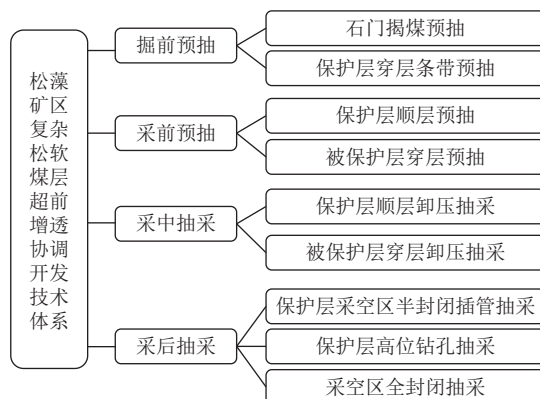 松藻
矿区
复杂
松软
煤层
超前
增透
协调
开发
技术
体系
掘前预抽
石门揭煤预抽
保护层穿层条带预抽
采前预抽
保护层顺层预抽
被保护层穿层预抽
采中抽采
保护层顺层卸压抽采
被保护层穿层卸压抽采
采后抽采
保护层采空区半封闭插管抽采
保护层高位钻孔抽采
采空区全封闭抽采